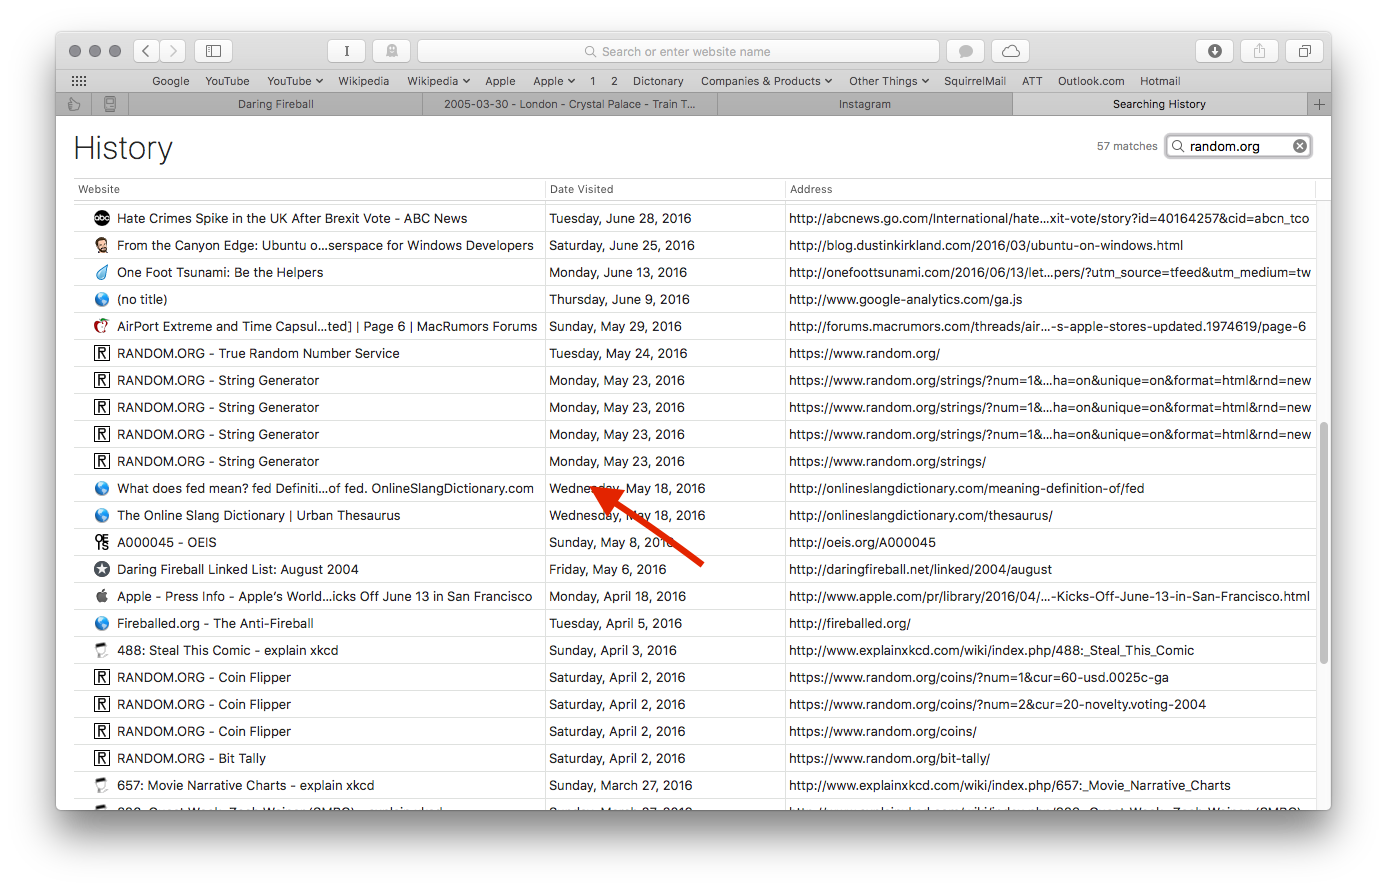 Search or enter website name
Google YouTube YouTube Wikipedia Wikipedia Apple Apple 1 2 Dictonary Companies & Products Other Things SquirrelMail ATT Outlook.com Hotmail
Daring Fireball 2005-03-30 - London - Crystal Palace - Train T... Instagram Searching History
History 57 matches random.org
Website Date Visited Address
abc Hate Crimes Spike in the UK After Brexit Vote - ABC News Tuesday, June 28, 2016 http://abcnews.go.com/International/hate...xit-vote/story?id=40164257&cid=abcn_tco
From the Canyon Edge: Ubuntu o...serspace for Windows Developers Saturday, June 25, 2016 http://blog.dustinkirkland.com/2016/03/ubuntu-on-windows.html
One Foot Tsunami: Be the Helpers Monday, June 13, 2016 http://onefoottsunami.com/2016/06/13/let...pers/?utm_source=tfeed&utm_medium=tw
(no title) Thursday, June 9, 2016 http://www.google-analytics.com/ga.js
AirPort Extreme and Time Capsul...ted] | Page 6 | MacRumors Forums Sunday, May 29, 2016 http://forums.macrumors.com/threads/air...-s-apple-stores-updated.1974619/page-6
R RANDOM.ORG - True Random Number Service Tuesday, May 24, 2016 https://www.random.org/
R RANDOM.ORG - String Generator Monday, May 23, 2016 https://www.random.org/strings/?num=1&...ha=on&unique=on&format=html&rnd=new
R RANDOM.ORG - String Generator Monday, May 23, 2016 https://www.random.org/strings/?num=1&...ha=on&unique=on&format=html&rnd=new
R RANDOM.ORG - String Generator Monday, May 23, 2016 https://www.random.org/strings/?num=1&...ha=on&unique=on&format=html&rnd=new
R RANDOM.ORG - String Generator Monday, May 23, 2016 https://www.random.org/strings/
What does fed mean? fed Definiti...of fed. OnlineSlangDictionary.com Wednesday, May 18, 2016 http://onlineslangdictionary.com/meaning-definition-of/fed
The Online Slang Dictionary | Urban Thesaurus Wednesday, May 18, 2016 http://onlineslangdictionary.com/thesaurus/
OEIS A000045 - OEIS Sunday, May 8, 2016 http://oeis.org/A000045
Daring Fireball Linked List: August 2004 Friday, May 6, 2016 http://daringfireball.net/linked/2004/august
Apple - Press Info - Apple's World...icks Off June 13 in San Francisco Monday, April 18, 2016 http://www.apple.com/pr/library/2016/04/...-Kicks-Off-June-13-in-San-Francisco.html
Fireballed.org - The Anti-Fireball Tuesday, April 5, 2016 http://fireballed.org/
488: Steal This Comic - explain xkcd Sunday, April 3, 2016 http://www.explainxkcd.com/wiki/index.php/488:_Steal_This_Comic
R RANDOM.ORG - Coin Flipper Saturday, April 2, 2016 https://www.random.org/coins/?num=1&cur=60-usd.0025c-ga
R RANDOM.ORG - Coin Flipper Saturday, April 2, 2016 https://www.random.org/coins/?num=2&cur=20-novelty.voting-2004
R RANDOM.ORG - Coin Flipper Saturday, April 2, 2016 https://www.random.org/coins/
R RANDOM.ORG - Bit Tally Saturday, April 2, 2016 https://www.random.org/bit-tally/
657: Movie Narrative Charts - explain xkcd Sunday, March 27, 2016 http://www.explainxkcd.com/wiki/index.php/657:_Movie_Narrative_Charts